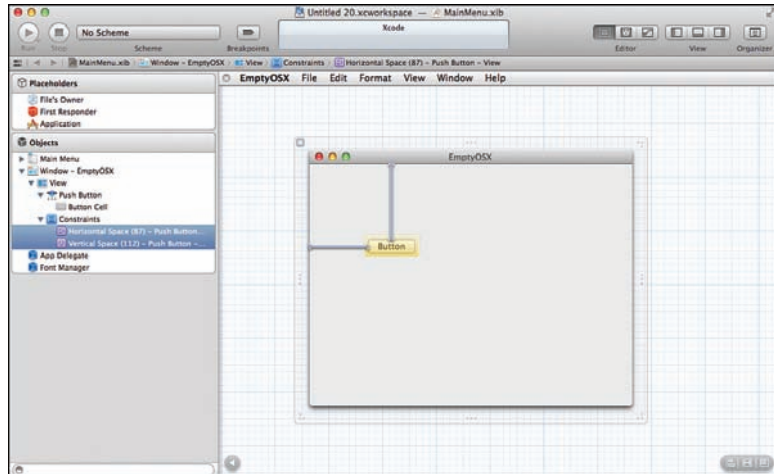 Untitled 20.xcworkspace — MainMenu.xib
No Scheme
Xcode
Run Stop Scheme Breakpoints Editor View Organizer
MainMenu.xib Window - EmptyOSX View Constraints Horizontal Space (87) - Push Button - View
Placeholders
File's Owner
First Responder
Application
Objects
Main Menu
Window - EmptyOSX
View
Push Button
Button Cell
Constraints
Horizontal Space (87) - Push Button...
Vertical Space (112) - Push Button -...
App Delegate
Font Manager
EmptyOSX File Edit Format View Window Help
EmptyOSX
Button